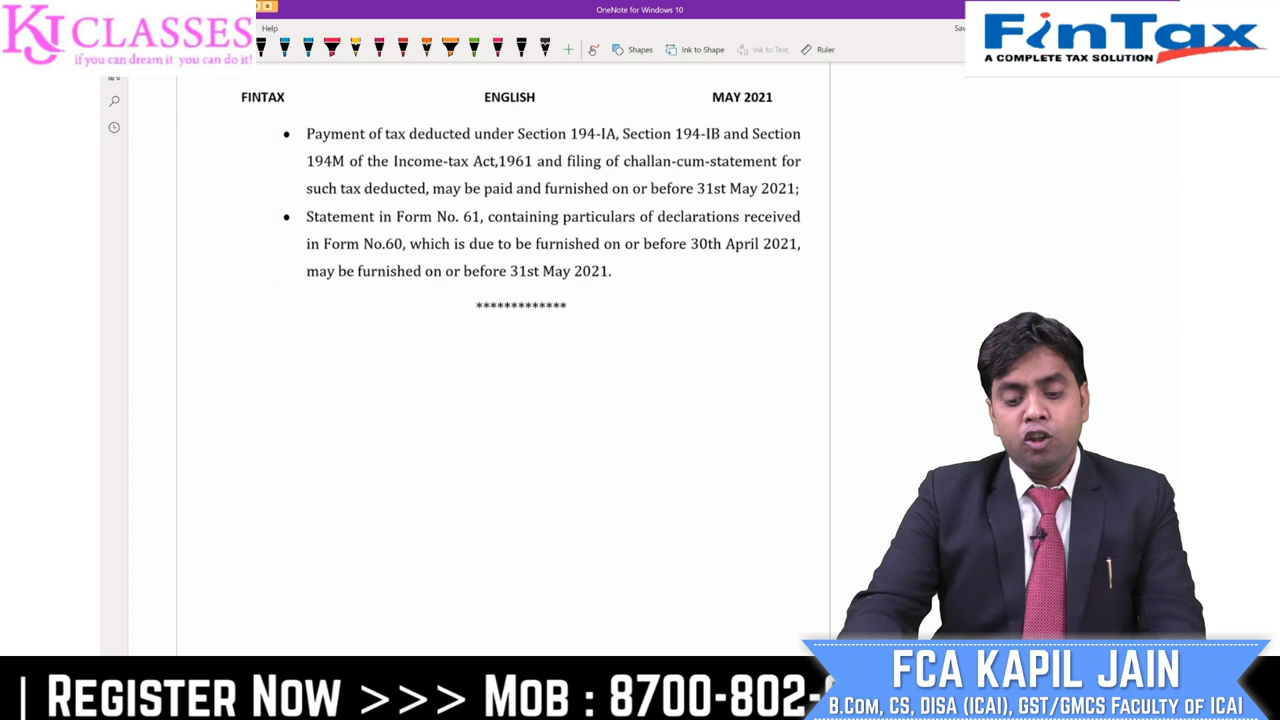 KJ CLASSES
if you can dream it you can do it!
OneNote for Windows 10
Help
Shapes
Ink to Shape
Ink to Text
Ruler
FinTax
A COMPLETE TAX SOLUTION
FINTAX ENGLISH MAY 2021
• Payment of tax deducted under Section 194-IA, Section 194-IB and Section
194M of the Income-tax Act,1961 and filing of challan-cum-statement for
such tax deducted, may be paid and furnished on or before 31st May 2021;
• Statement in Form No. 61, containing particulars of declarations received
in Form No.60, which is due to be furnished on or before 30th April 2021,
may be furnished on or before 31st May 2021.
*************
| REGISTER NOW >>> MOB : 8700-802-
FCA KAPIL JAIN
B.COM, CS, DISA (ICAI), GST/GMCS FACULTY OF ICAI